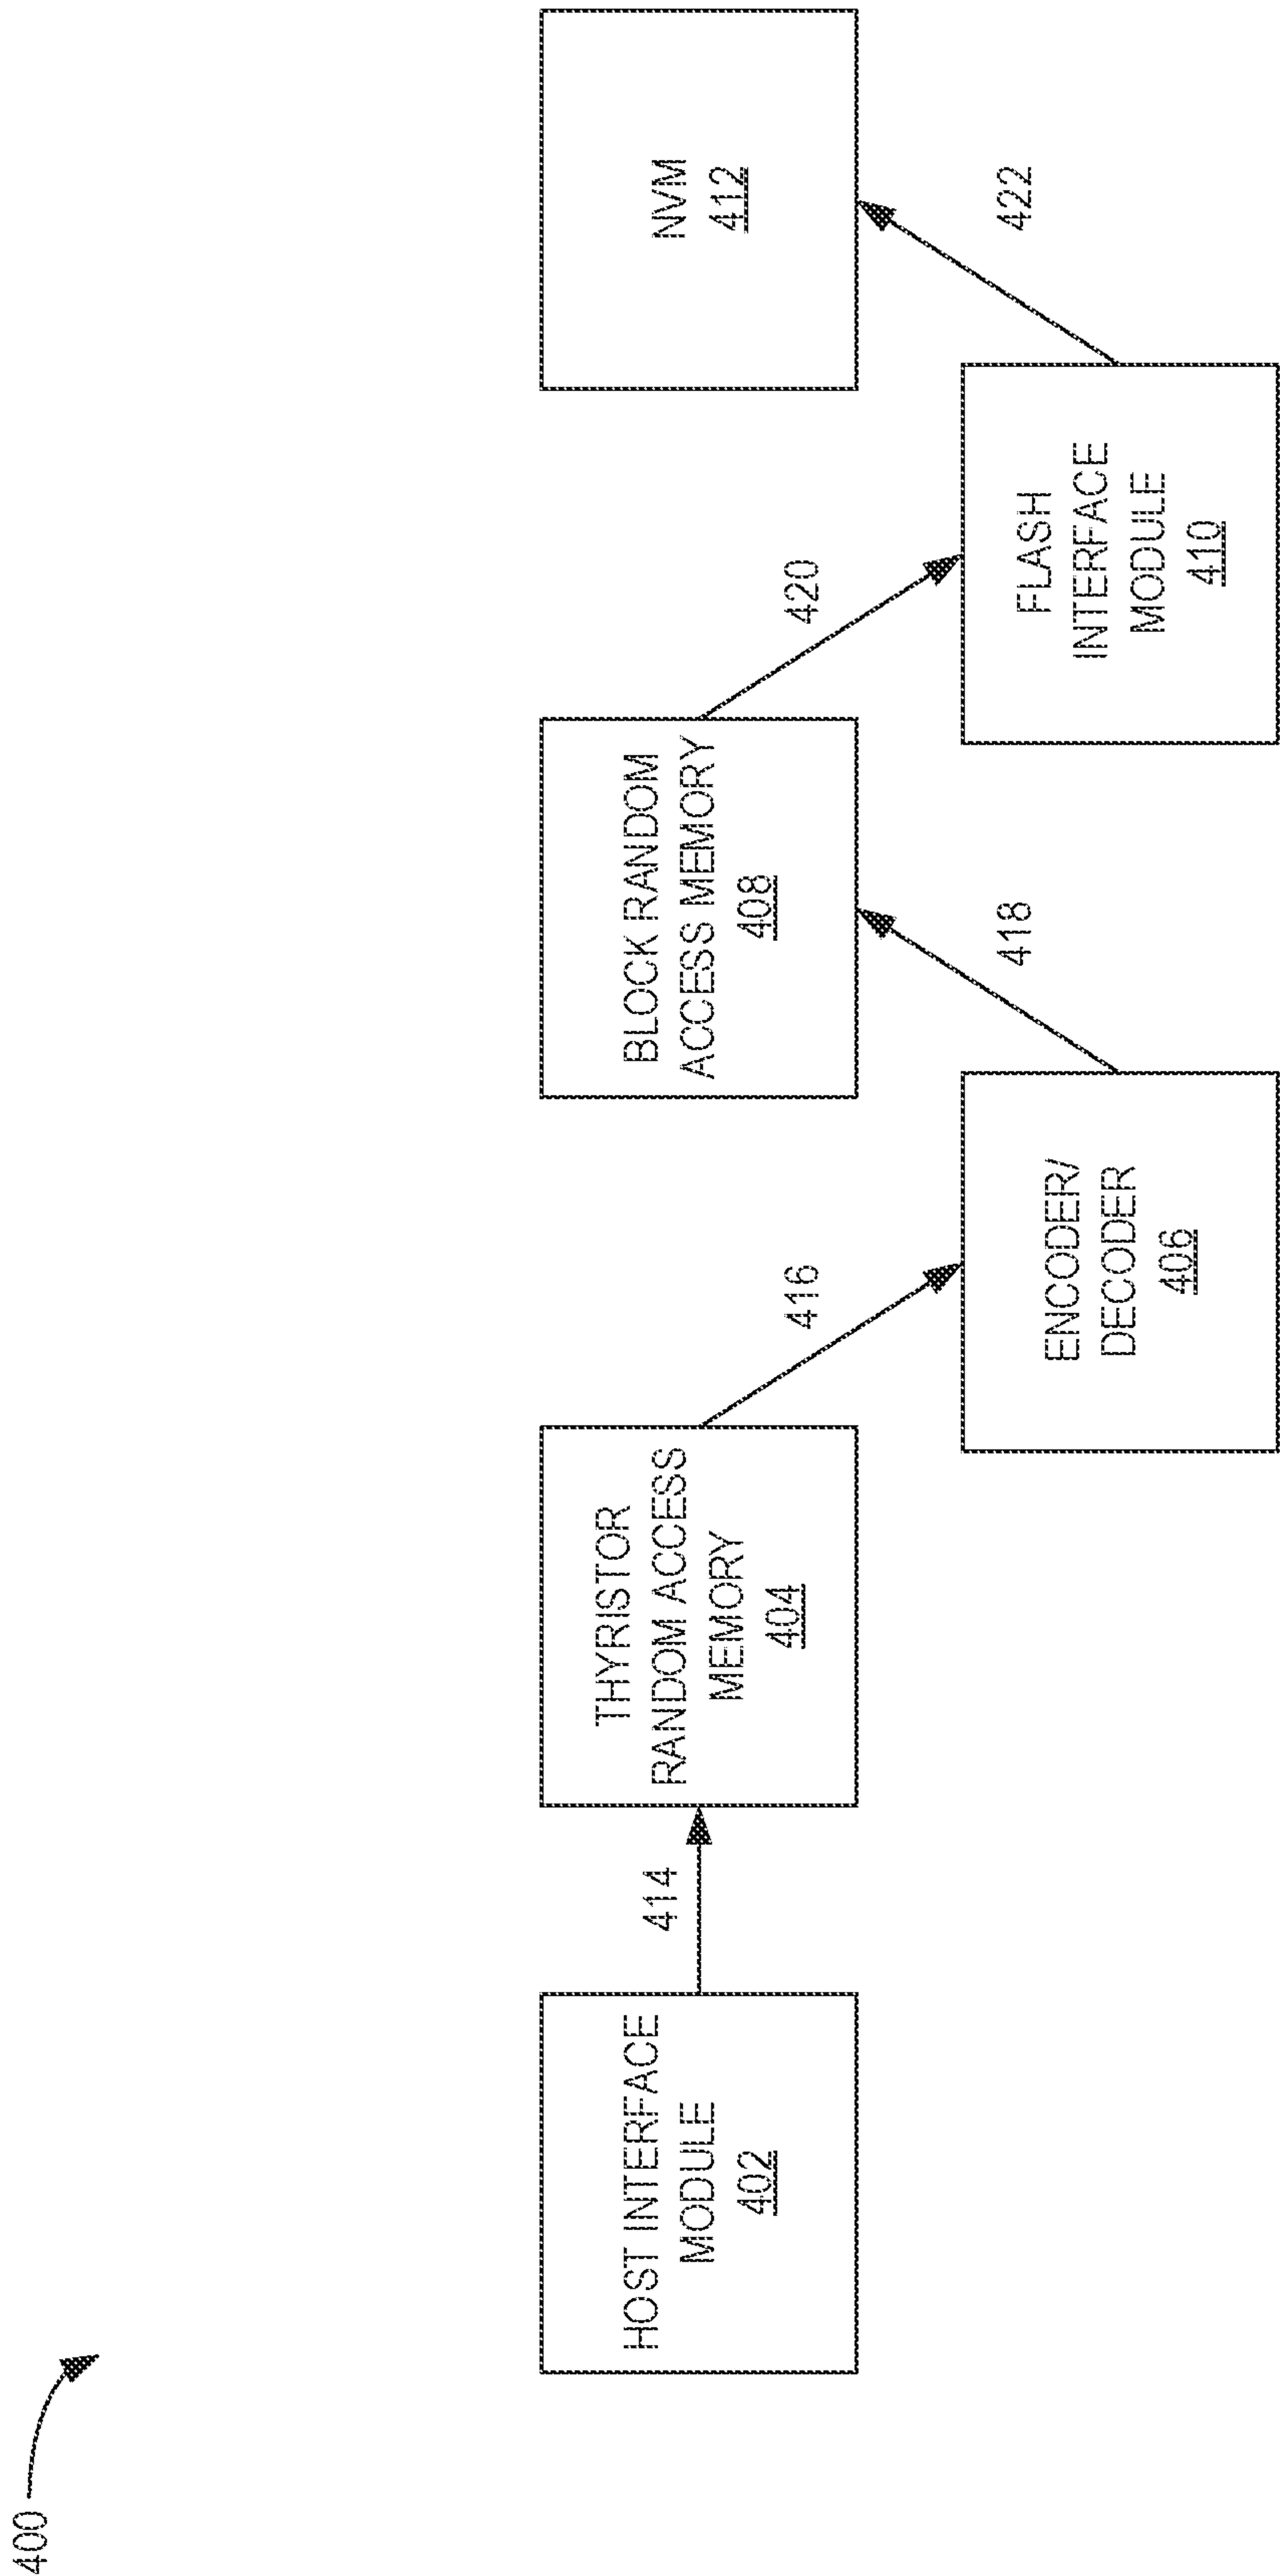 400
HOST INTERFACE
MODULE
402
414
THYRISTOR
RANDOM ACCESS
MEMORY
404
416
ENCODER/
DECODER
406
418
BLOCK RANDOM
ACCESS MEMORY
408
420
FLASH
INTERFACE
MODULE
410
422
NVM
412